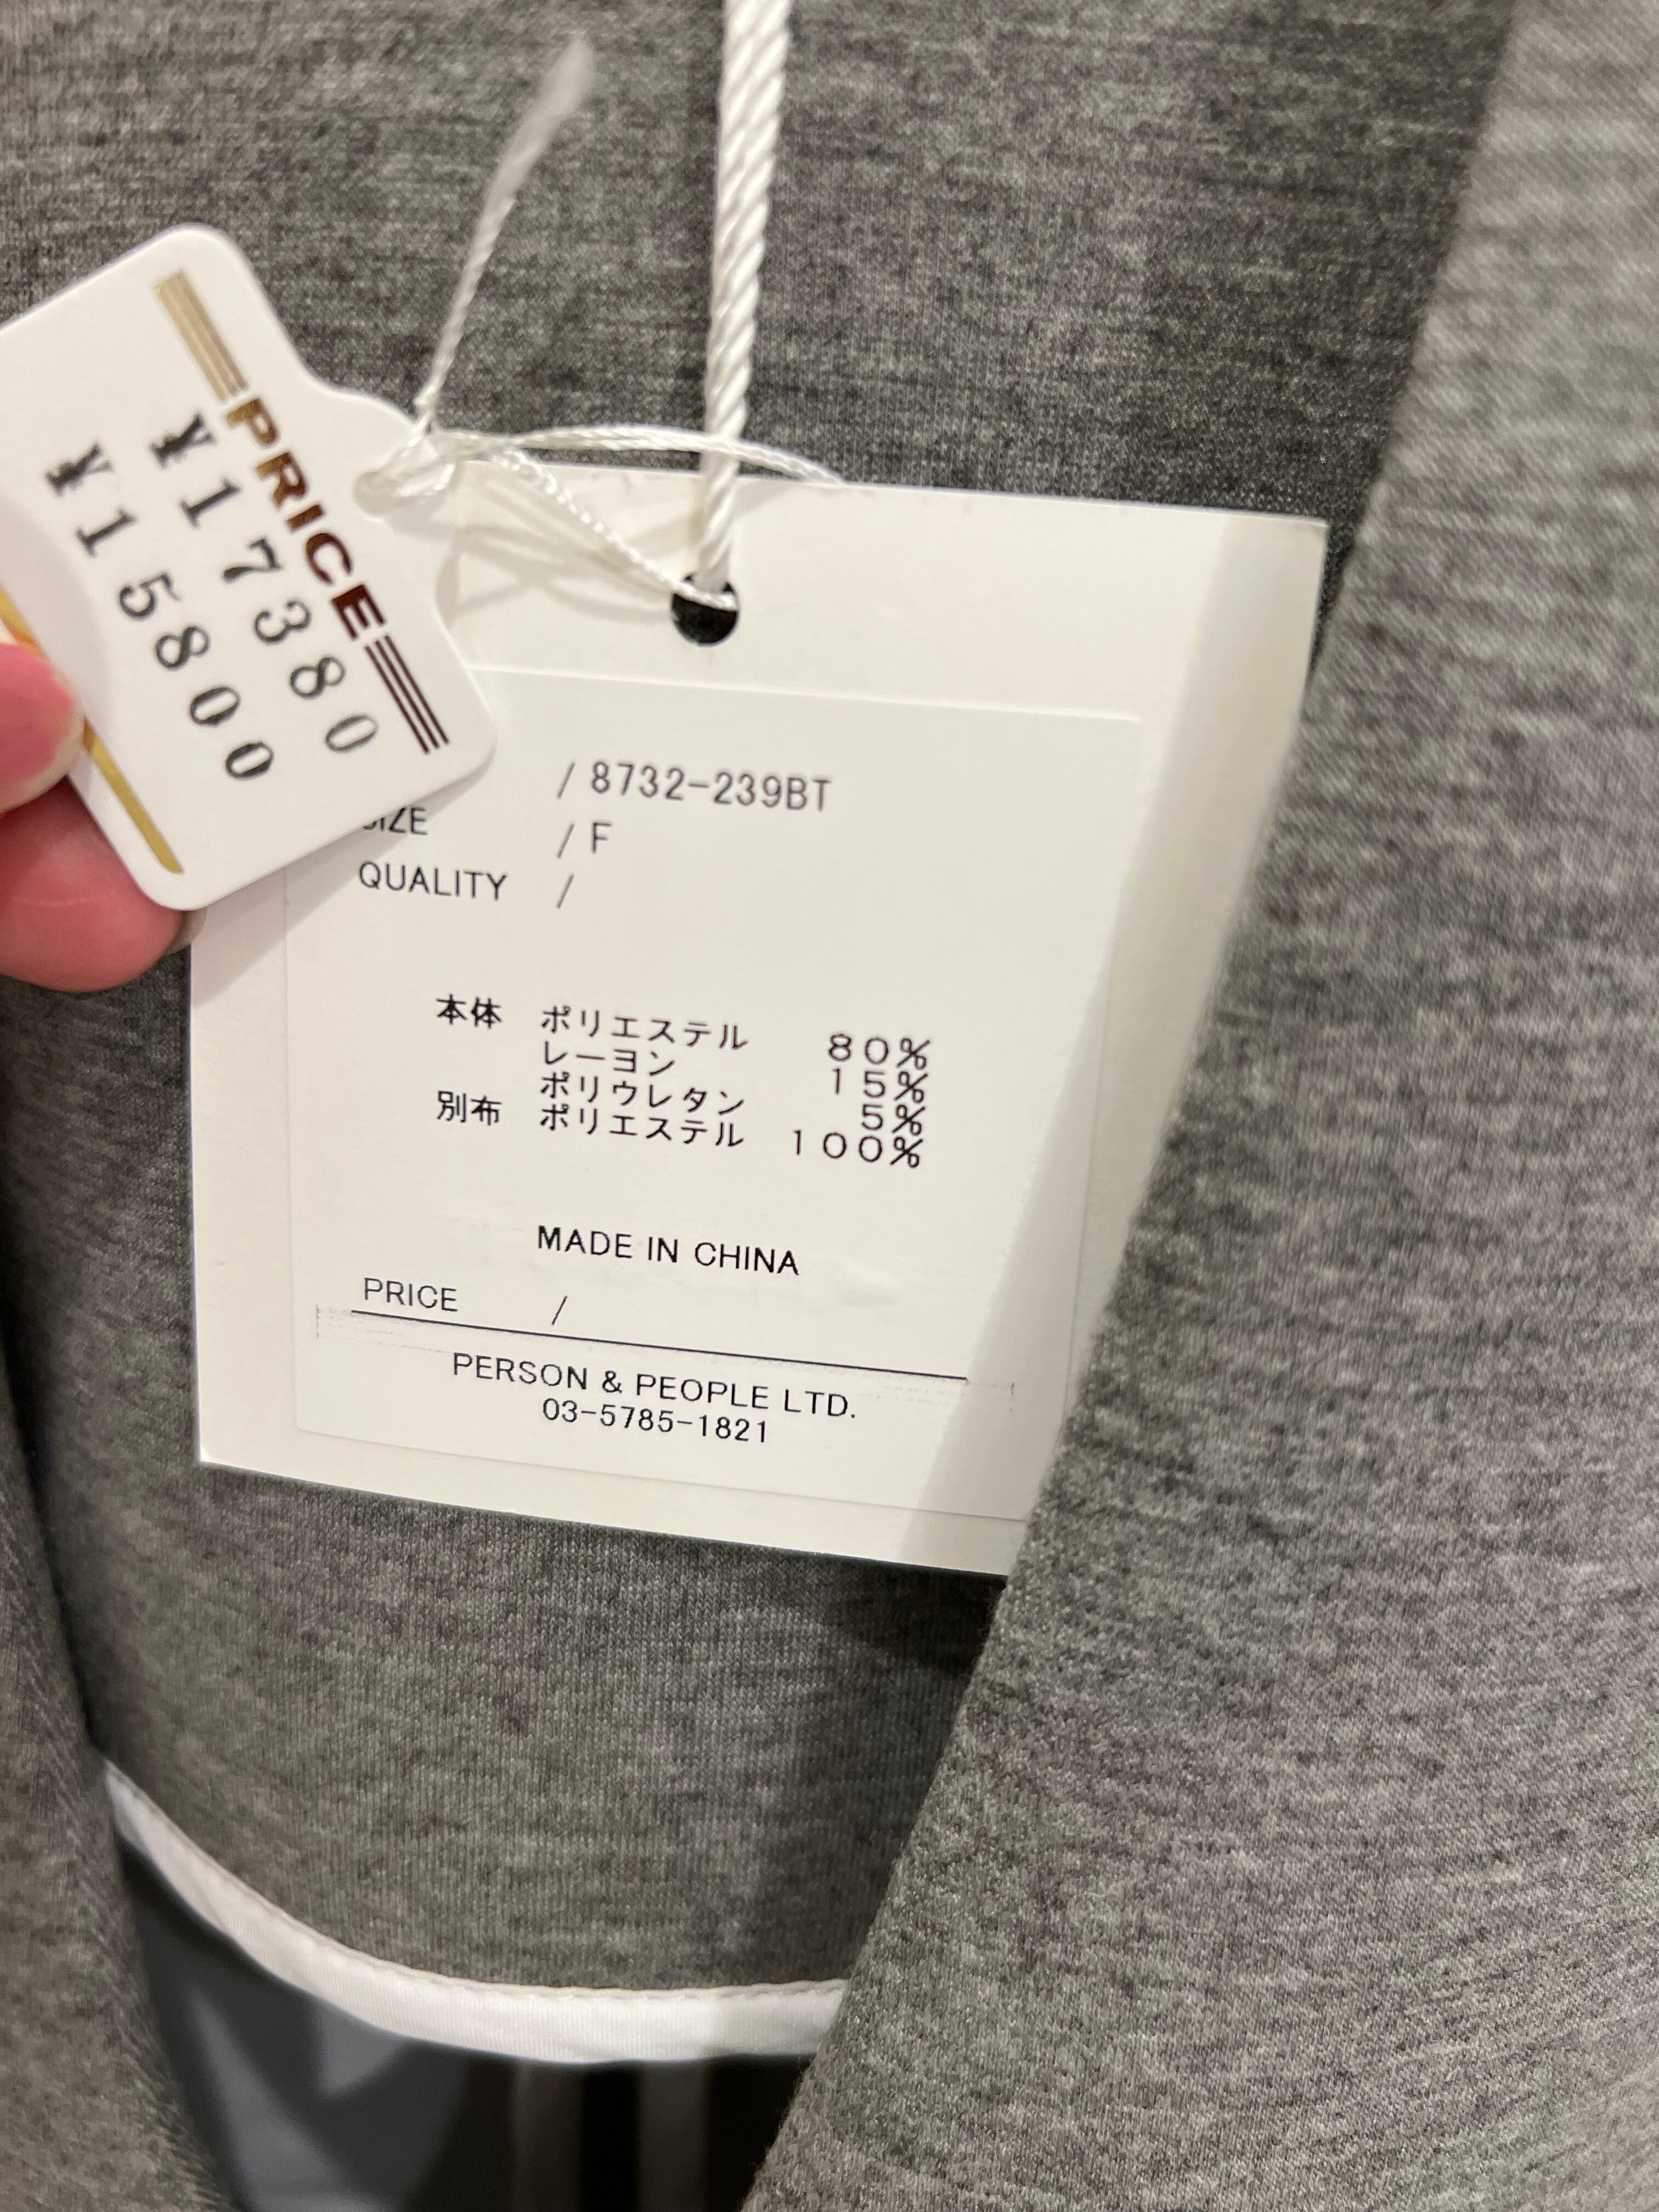 PRICE
¥17380
¥15800
/ 8732-239BT
SIZE / F
QUALITY /
本体 ポリエステル 80%
レーヨン 15%
ポリウレタン 5%
別布 ポリエステル 100%
MADE IN CHINA
PRICE /
PERSON & PEOPLE LTD.
03-5785-1821